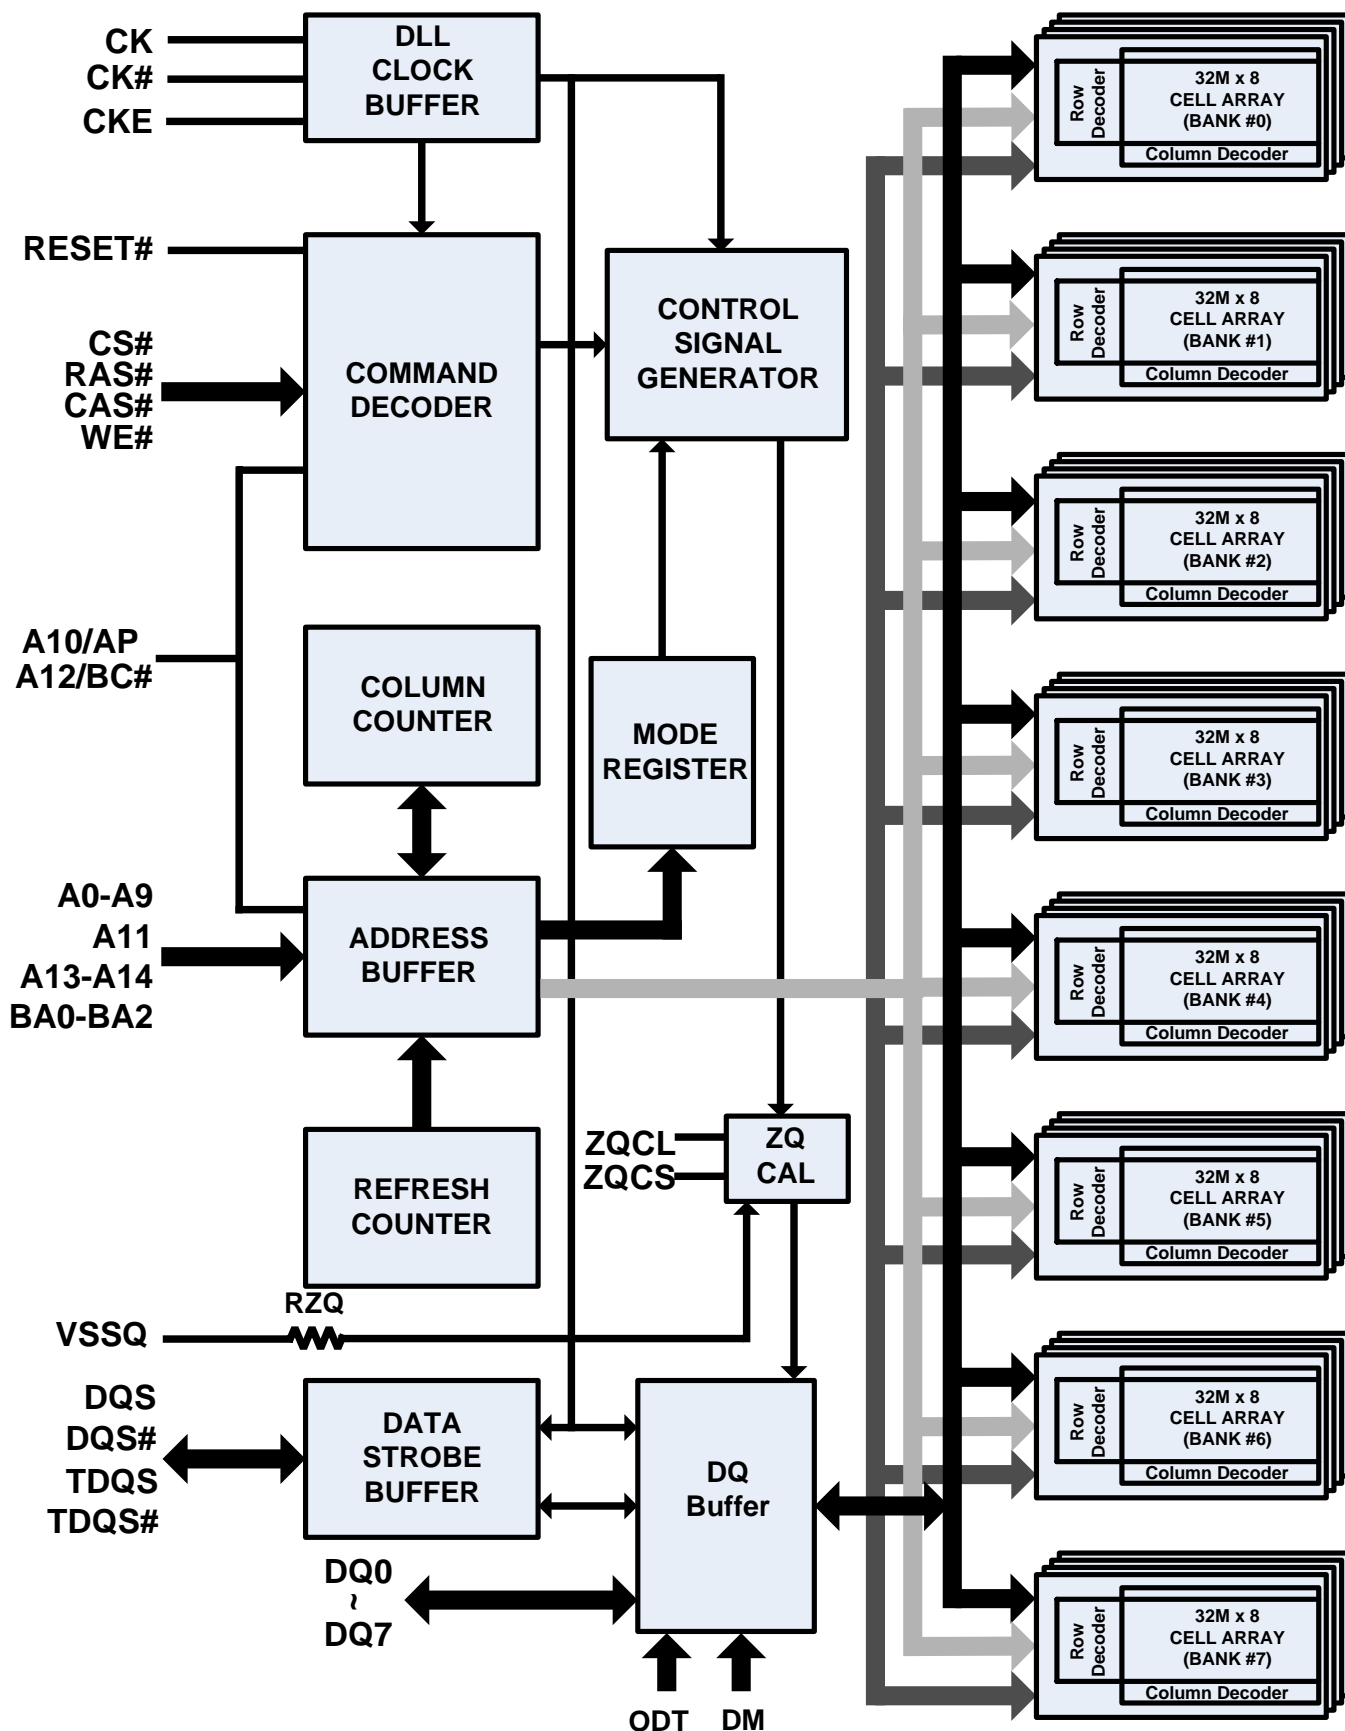 CK
CK#
CKE
DLL
CLOCK
BUFFER
RESET#
CS#
RAS#
CAS#
WE#
COMMAND
DECODER
CONTROL
SIGNAL
GENERATOR
A10/AP
A12/BC#
COLUMN
COUNTER
MODE
REGISTER
A0-A9
A11
A13-A14
BA0-BA2
ADDRESS
BUFFER
REFRESH
COUNTER
ZQCL
ZQCS
ZQ
CAL
RZQ
VSSQ
DQS
DQS#
TDQS
TDQS#
DATA
STROBE
BUFFER
DQ
Buffer
DQ0
~
DQ7
ODT
DM
Row
Decoder
32M x 8
CELL ARRAY
(BANK #0)
Column Decoder
Row
Decoder
32M x 8
CELL ARRAY
(BANK #1)
Column Decoder
Row
Decoder
32M x 8
CELL ARRAY
(BANK #2)
Column Decoder
Row
Decoder
32M x 8
CELL ARRAY
(BANK #3)
Column Decoder
Row
Decoder
32M x 8
CELL ARRAY
(BANK #4)
Column Decoder
Row
Decoder
32M x 8
CELL ARRAY
(BANK #5)
Column Decoder
Row
Decoder
32M x 8
CELL ARRAY
(BANK #6)
Column Decoder
Row
Decoder
32M x 8
CELL ARRAY
(BANK #7)
Column Decoder